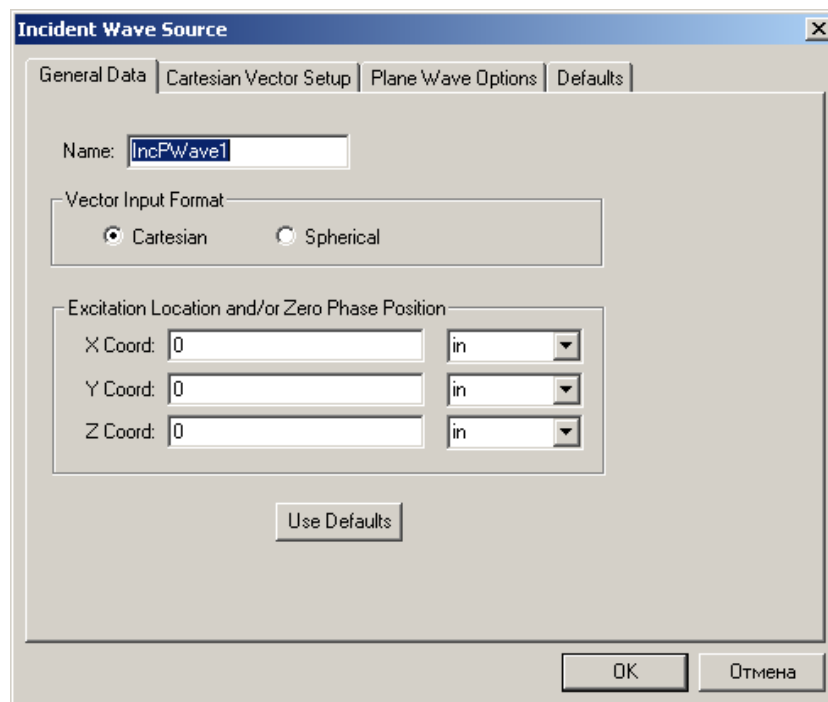 Incident Wave Source
General Data Cartesian Vector Setup Plane Wave Options Defaults
Name: IncPWave1
Vector Input Format
Cartesian Spherical
Excitation Location and/or Zero Phase Position
X Coord: 0 in
Y Coord: 0 in
Z Coord: 0 in
Use Defaults
OK Отмена